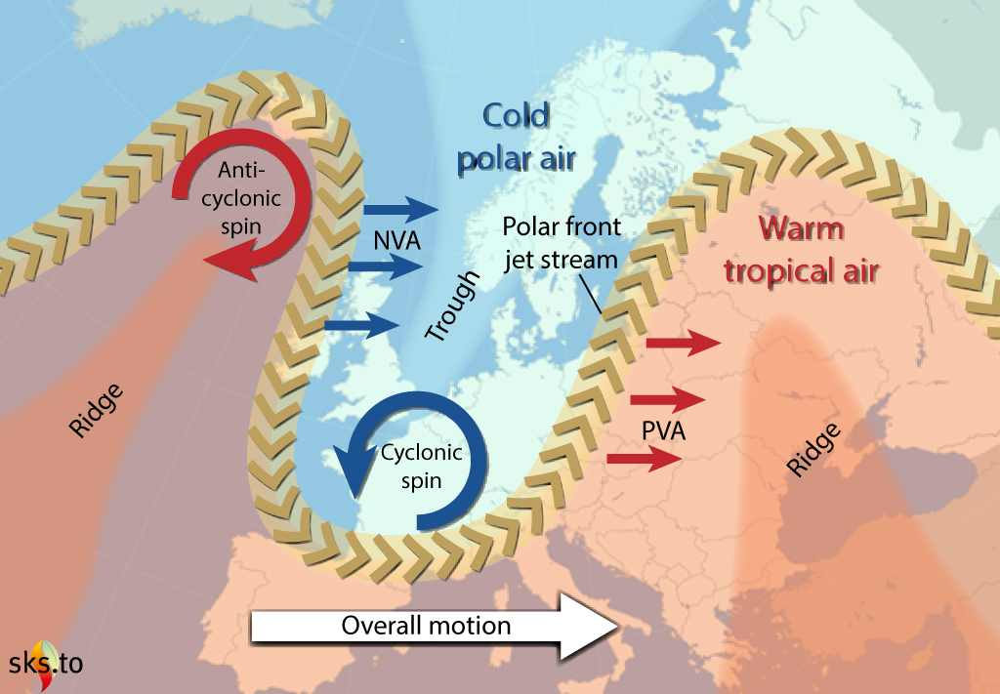 Cold
polar air
Anti-
cyclonic
spin
NVA
Polar front
jet stream
Warm
tropical air
Trough
Ridge
PVA
Ridge
Cyclonic
spin
Overall motion
sks.to